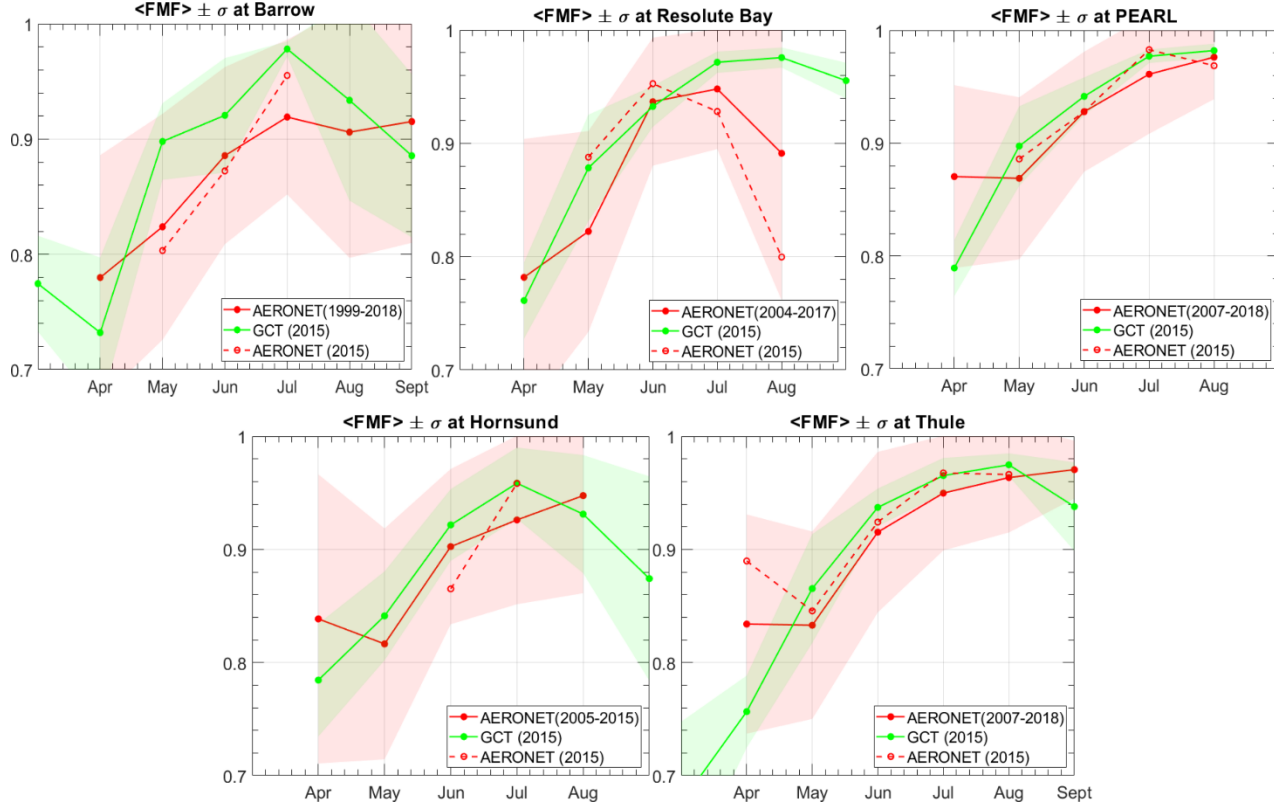 <FMF> ± σ at Barrow
1
0.9
0.8
0.7
Apr May Jun Jul Aug Sept
AERONET(1999-2018)
GCT (2015)
AERONET (2015)
<FMF> ± σ at Resolute Bay
1
0.9
0.8
0.7
Apr May Jun Jul Aug
AERONET(2004-2017)
GCT (2015)
AERONET (2015)
<FMF> ± σ at PEARL
1
0.9
0.8
0.7
Apr May Jun Jul Aug
AERONET(2007-2018)
GCT (2015)
AERONET (2015)
<FMF> ± σ at Hornsund
1
0.9
0.8
0.7
Apr May Jun Jul Aug
AERONET(2005-2015)
GCT (2015)
AERONET (2015)
<FMF> ± σ at Thule
1
0.9
0.8
0.7
Apr May Jun Jul Aug Sept
AERONET(2007-2018)
GCT (2015)
AERONET (2015)